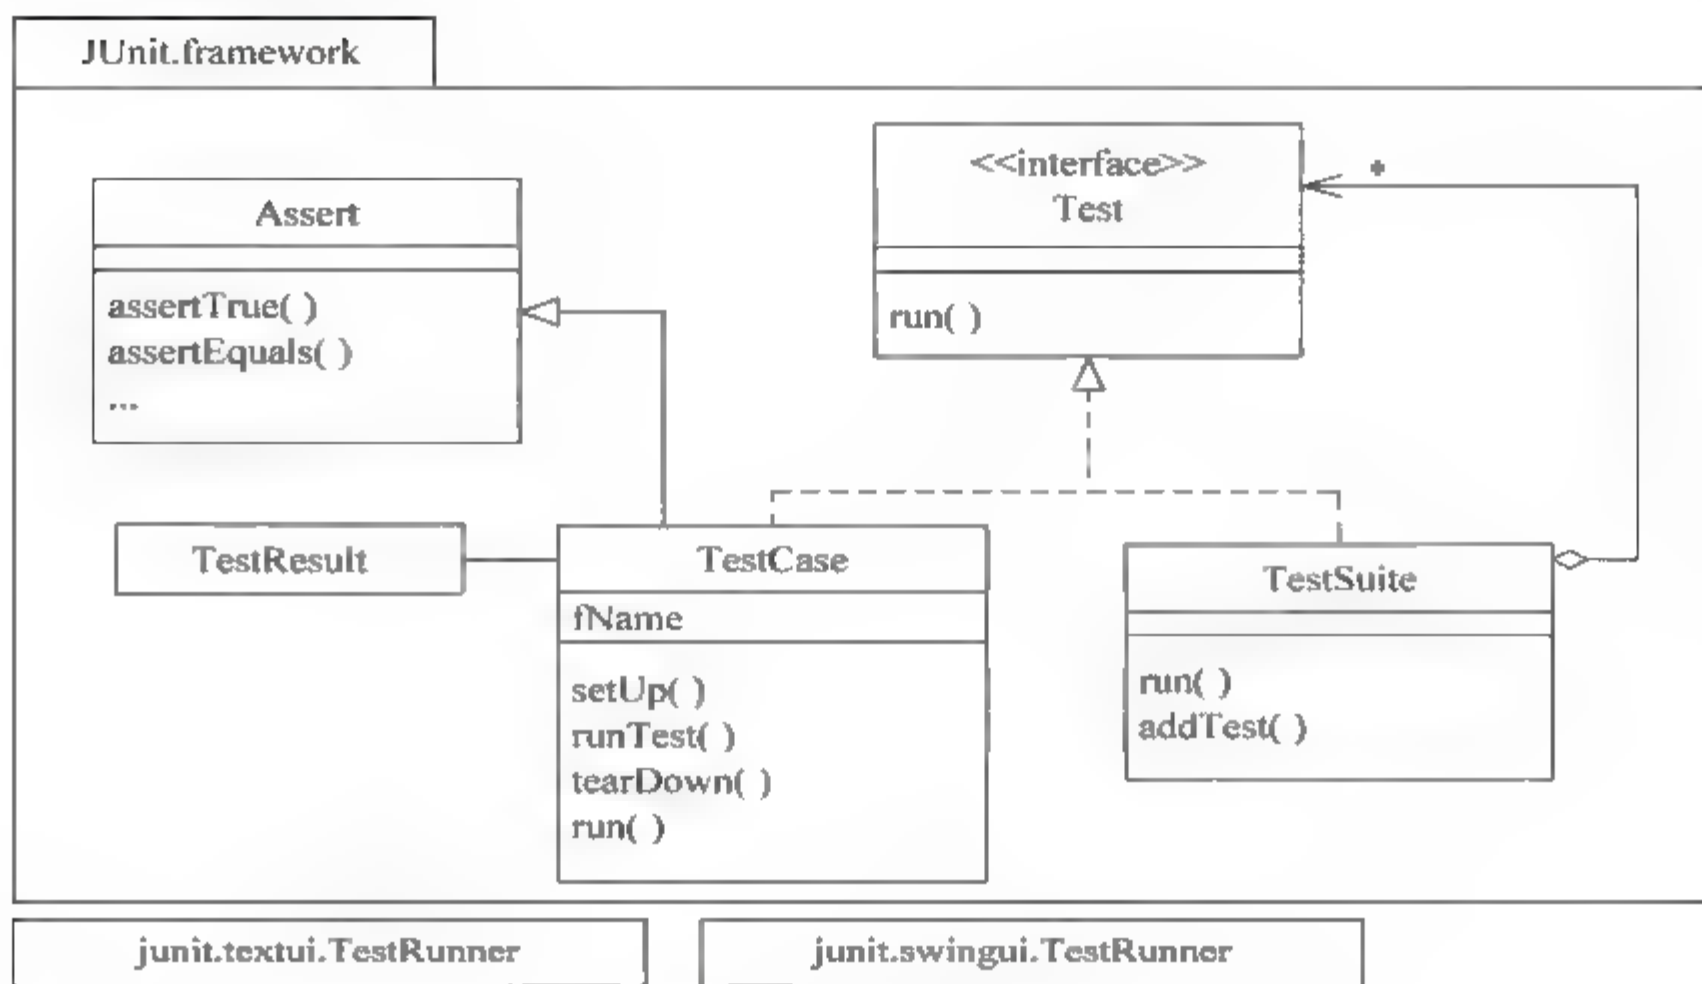 JUnit.framework
<<interface>>
Test
*
run( )
Assert
assertTrue( )
assertEquals( )
...
TestResult
TestCase
fName
setUp( )
runTest( )
tearDown( )
run( )
TestSuite
run( )
addTest( )
junit.textui.TestRunner
junit.swingui.TestRunner